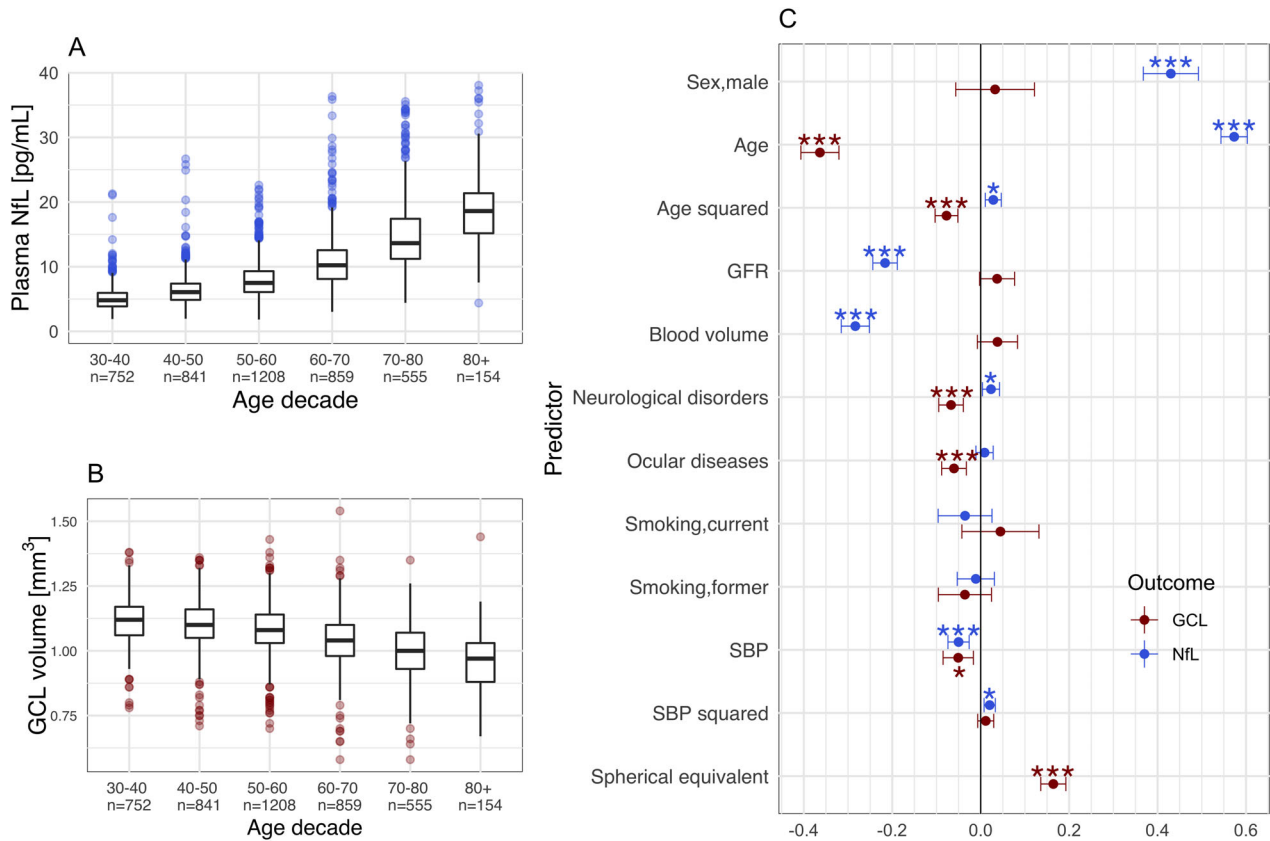 A
Plasma NfL [pg/mL]
40
30
20
10
0
30-40 40-50 50-60 60-70 70-80 80+
n=752 n=841 n=1208 n=859 n=555 n=154
Age decade
B
GCL volume [mm³]
1.50
1.25
1.00
0.75
30-40 40-50 50-60 60-70 70-80 80+
n=752 n=841 n=1208 n=859 n=555 n=154
Age decade
C
Predictor
Sex,male
***
Age
***
***
Age squared
***
*
GFR
***
Blood volume
***
Neurological disorders
***
*
Ocular diseases
***
Smoking,current
Smoking,former
SBP
***
*
SBP squared
*
Spherical equivalent
***
Outcome
GCL
NfL
-0.4 -0.2 0.0 0.2 0.4 0.6